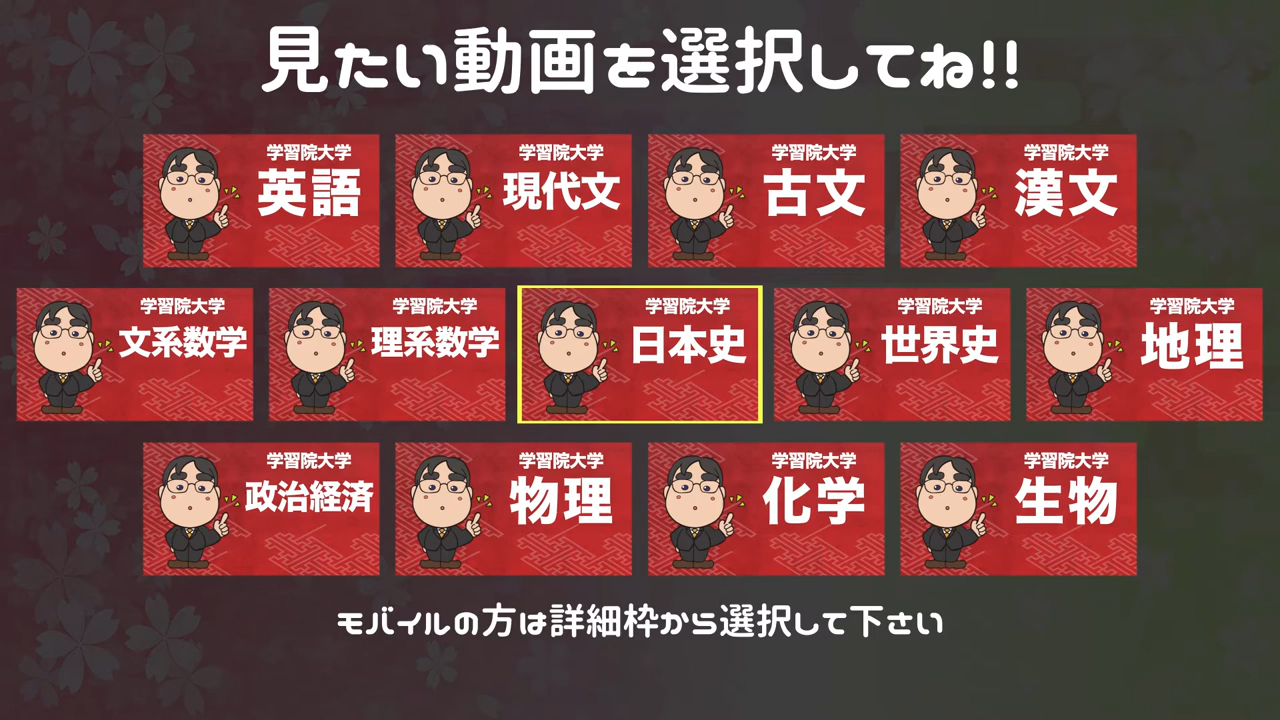 見たい動画を選択してね!!
学習院大学
英語
学習院大学
現代文
学習院大学
古文
学習院大学
漢文
学習院大学
文系数学
学習院大学
理系数学
学習院大学
日本史
学習院大学
世界史
学習院大学
地理
学習院大学
政治経済
学習院大学
物理
学習院大学
化学
学習院大学
生物
モバイルの方は詳細枠から選択して下さい